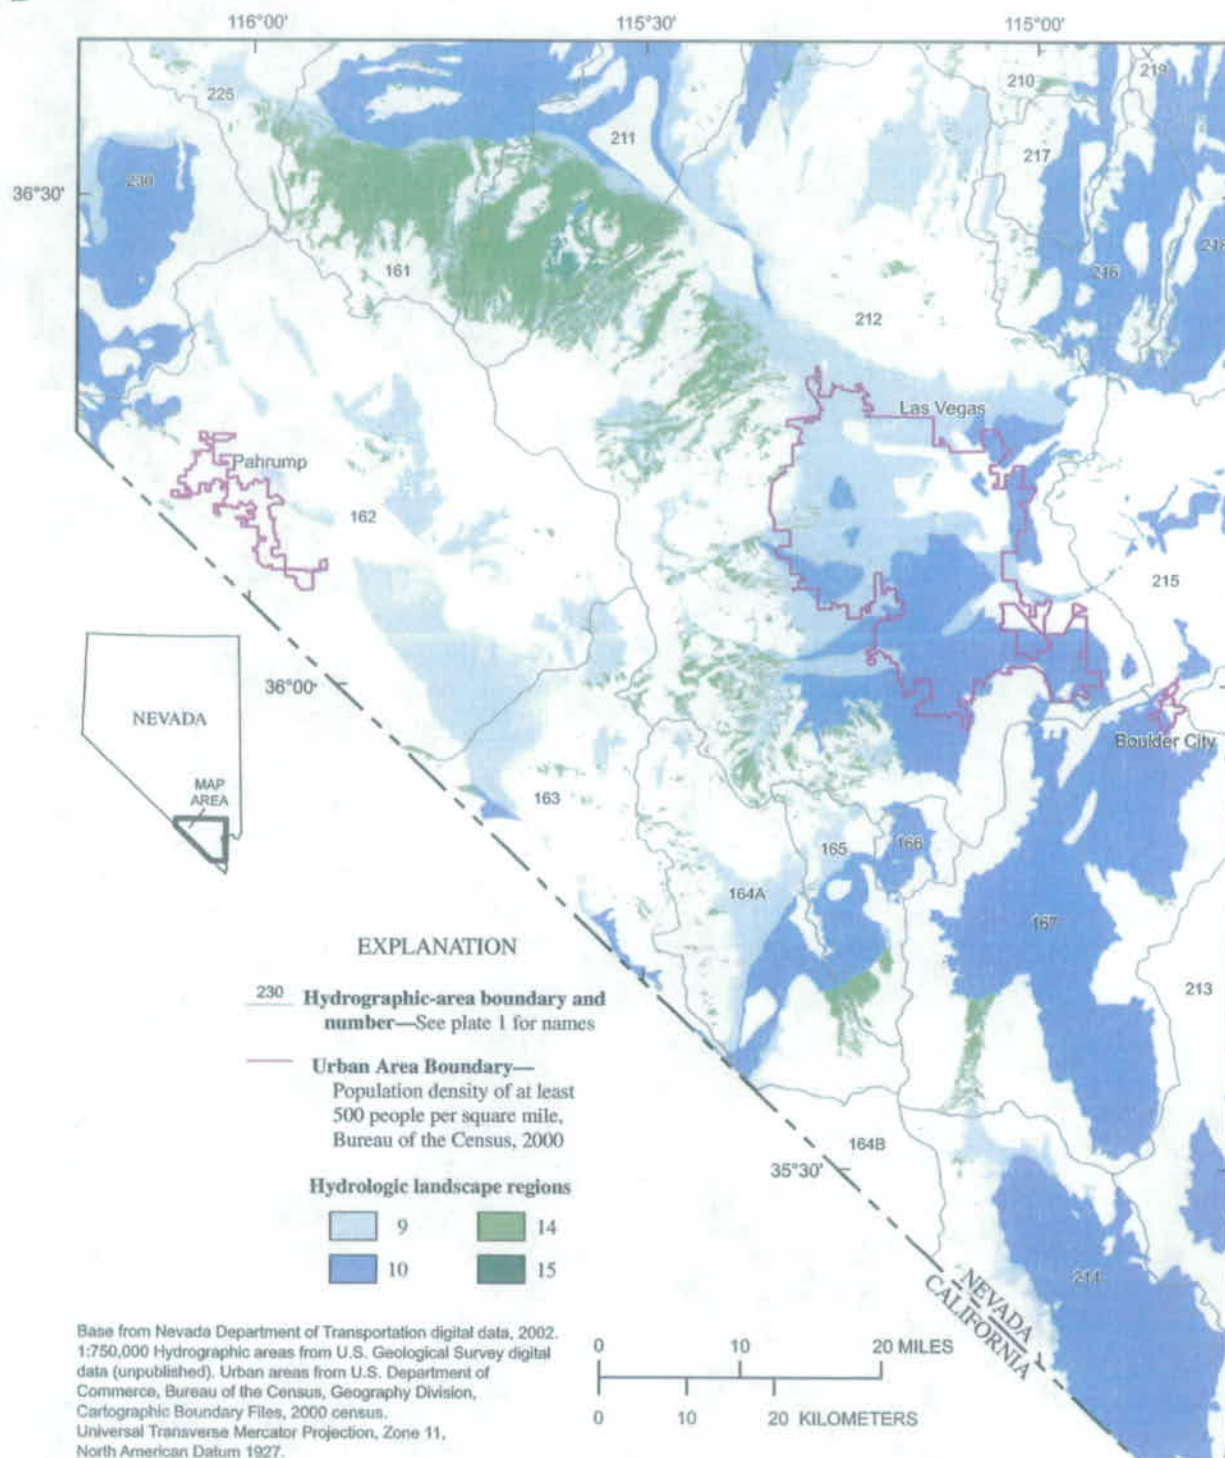 116°00'
115°30'
115°00'
225
211
210
219
217
230
36°30'
218
161
216
212
Las Vegas
Pahrump
162
215
36°00'
NEVADA
MAP
AREA
Boulder City
163
165
166
164A
167
213
EXPLANATION
230 Hydrographic-area boundary and
number—See plate 1 for names
Urban Area Boundary—
Population density of at least
500 people per square mile,
Bureau of the Census, 2000
164B
35°30'
Hydrologic landscape regions
9 14
10 15
214
NEVADA
CALIFORNIA
Base from Nevada Department of Transportation digital data, 2002.
1:750,000 Hydrographic areas from U.S. Geological Survey digital
data (unpublished). Urban areas from U.S. Department of
Commerce, Bureau of the Census, Geography Division,
Cartographic Boundary Files, 2000 census.
Universal Transverse Mercator Projection, Zone 11,
North American Datum 1927.
0 10 20 MILES
0 10 20 KILOMETERS